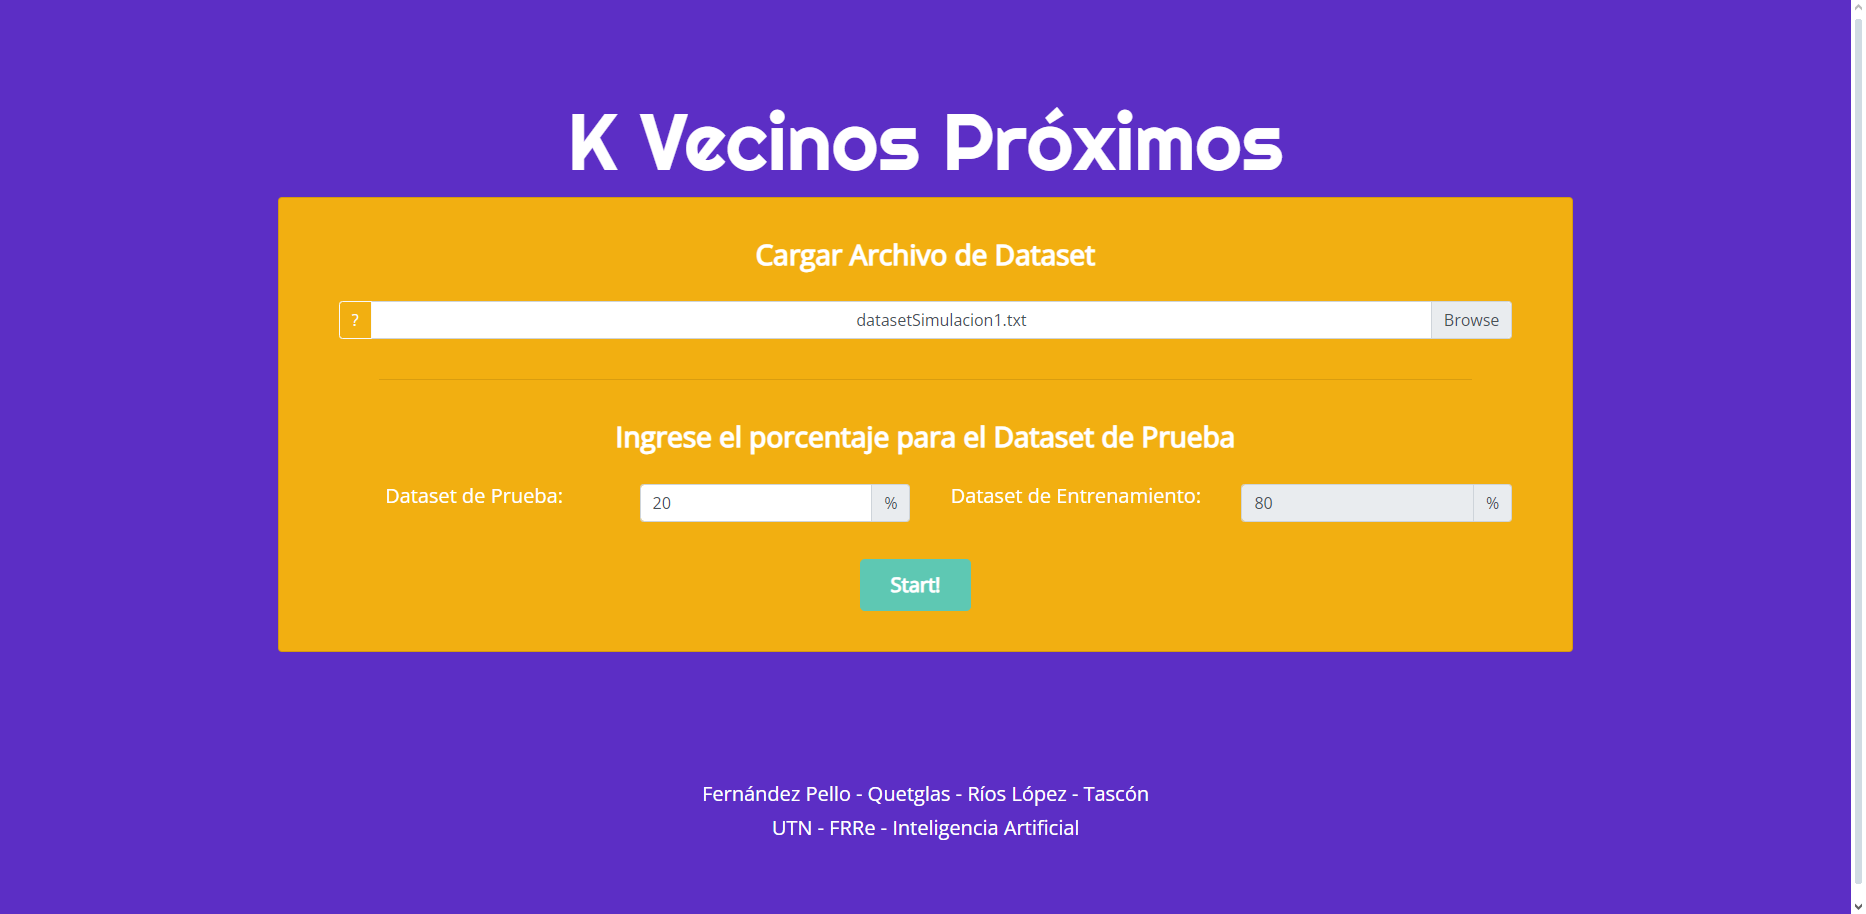 K Vecinos Próximos
Cargar Archivo de Dataset
? datasetSimulacion1.txt Browse
Ingrese el porcentaje para el Dataset de Prueba
Dataset de Prueba: 20 % Dataset de Entrenamiento: 80 %
Start!
Fernández Pello - Quetglas - Ríos López - Tascón
UTN - FRRe - Inteligencia Artificial